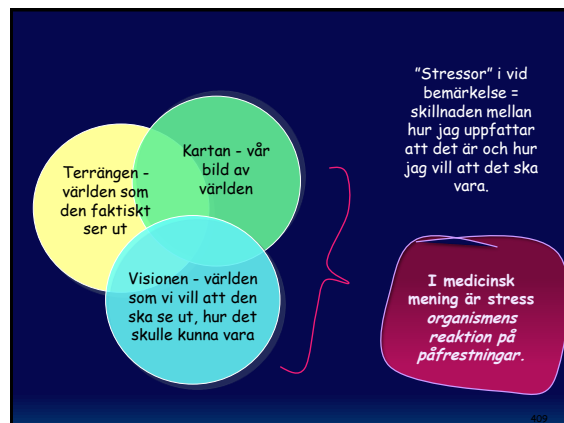 Terrängen -
världen som
den faktiskt
ser ut
Kartan - vår
bild av
världen
Visionen - världen
som vi vill att den
ska se ut, hur det
skulle kunna vara
”Stressor” i vid
bemärkelse =
skillnaden mellan
hur jag uppfattar
att det är och hur
jag vill att det ska
vara.
I medicinsk
mening är stress
organismens
reaktion på
påfrestningar.
409